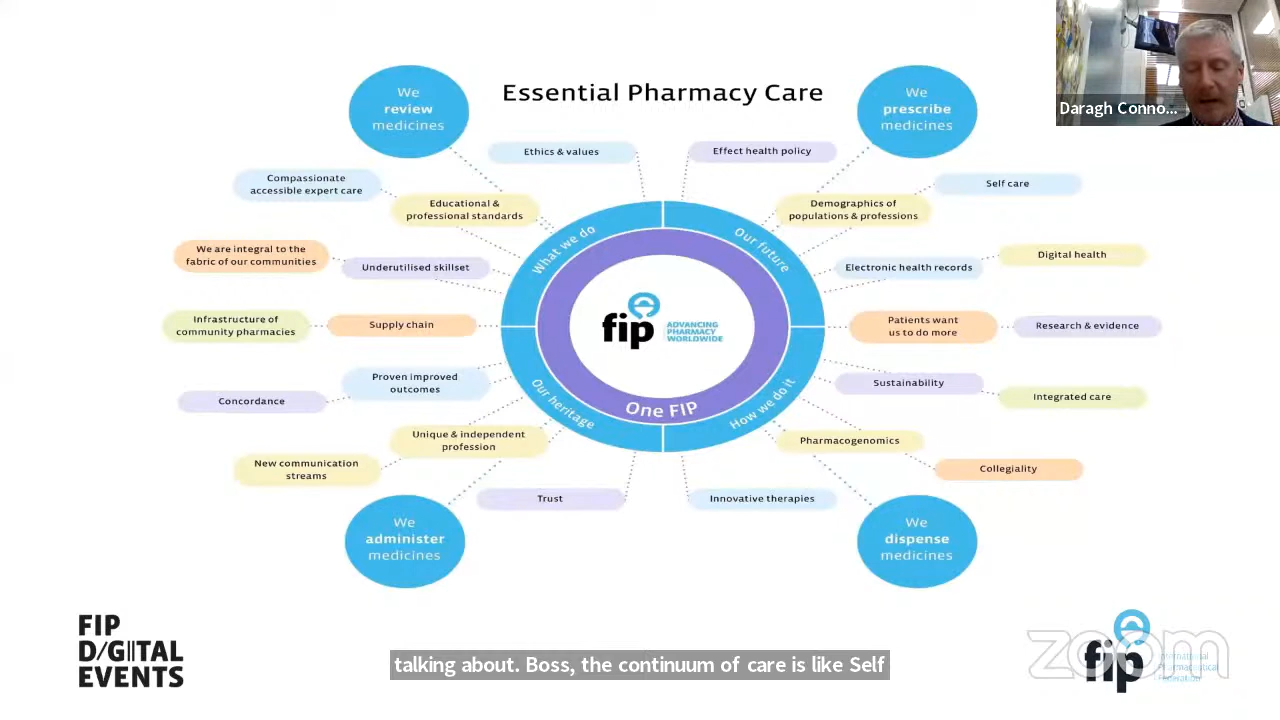 Essential Pharmacy Care
We
review
medicines
We
prescribe
medicines
Daragh Conno...
Ethics & values
Effect health policy
Compassionate
accessible expert care
Self care
Educational &
professional standards
Demographics of
populations & professions
What we do
Our future
We are integral to the
fabric of our communities
Underutilised skillset
Electronic health records
Digital health
Infrastructure of
community pharmacies
Supply chain
fip
ADVANCING
PHARMACY
WORLDWIDE
Patients want
us to do more
Research & evidence
Proven improved
outcomes
Concordance
Sustainability
Integrated care
Our heritage
One FIP
How we do it
Unique & independent
profession
Pharmacogenomics
New communication
streams
Collegiality
Trust
Innovative therapies
We
administer
medicines
We
dispense
medicines
FIP
DIGITAL
EVENTS
talking about. Boss, the continuum of care is like Self
zoom
fip
International
Pharmaceutical
Federation